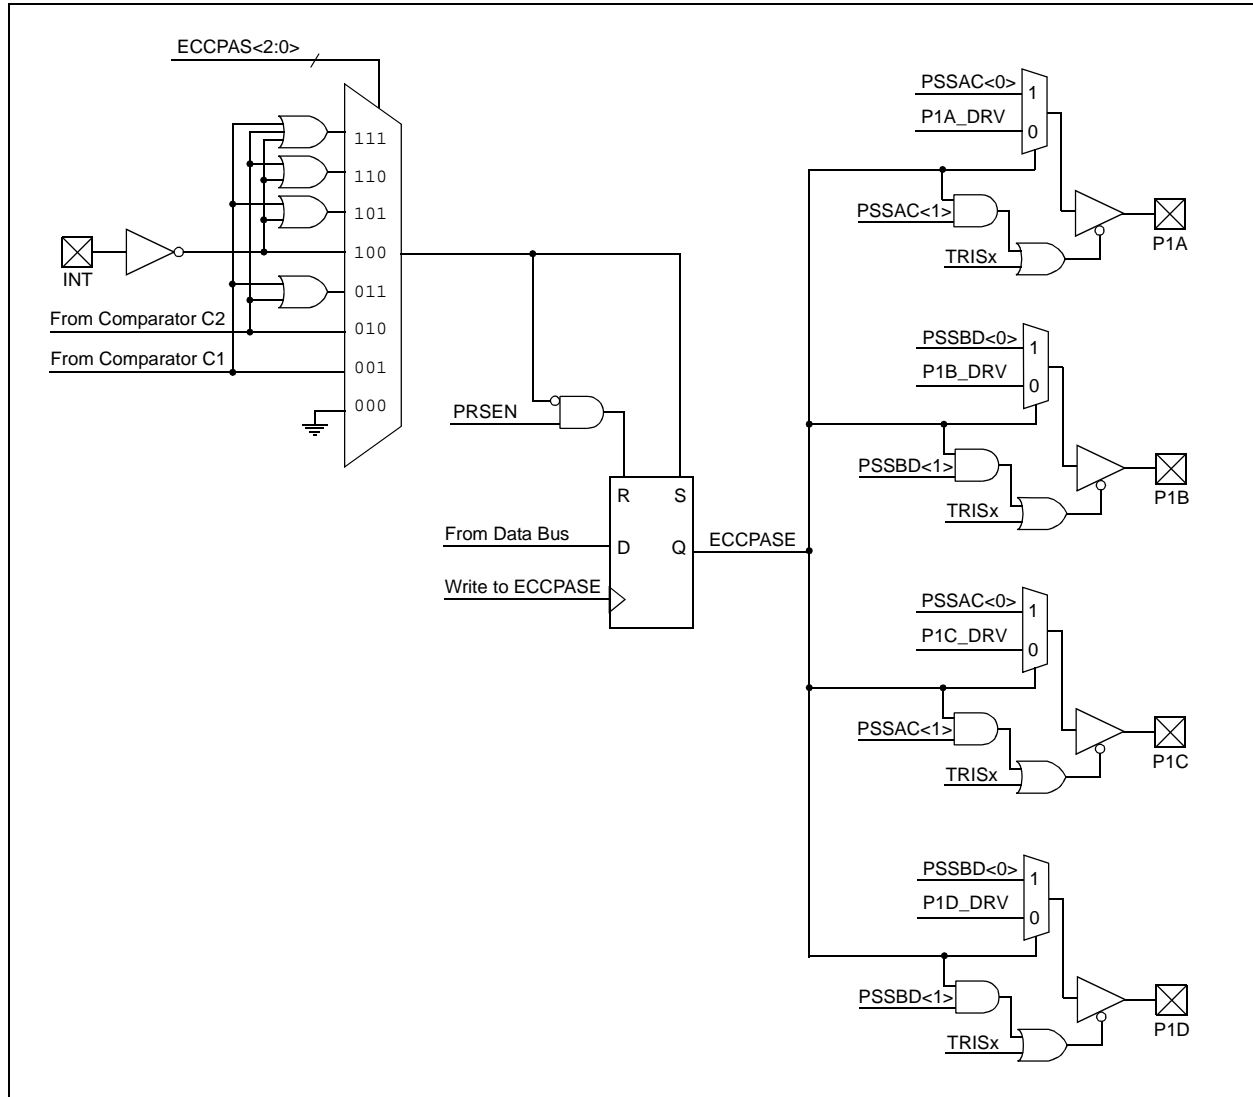 ECCPAS<2:0>
111
110
101
100
011
010
001
000
INT
From Comparator C2
From Comparator C1
PRSEN
R S
From Data Bus
D Q
ECCPASE
Write to ECCPASE
PSSAC<0>
1
P1A_DRV
0
PSSAC<1>
TRISx
P1A
PSSBD<0>
1
P1B_DRV
0
PSSBD<1>
TRISx
P1B
PSSAC<0>
1
P1C_DRV
0
PSSAC<1>
TRISx
P1C
PSSBD<0>
1
P1D_DRV
0
PSSBD<1>
TRISx
P1D